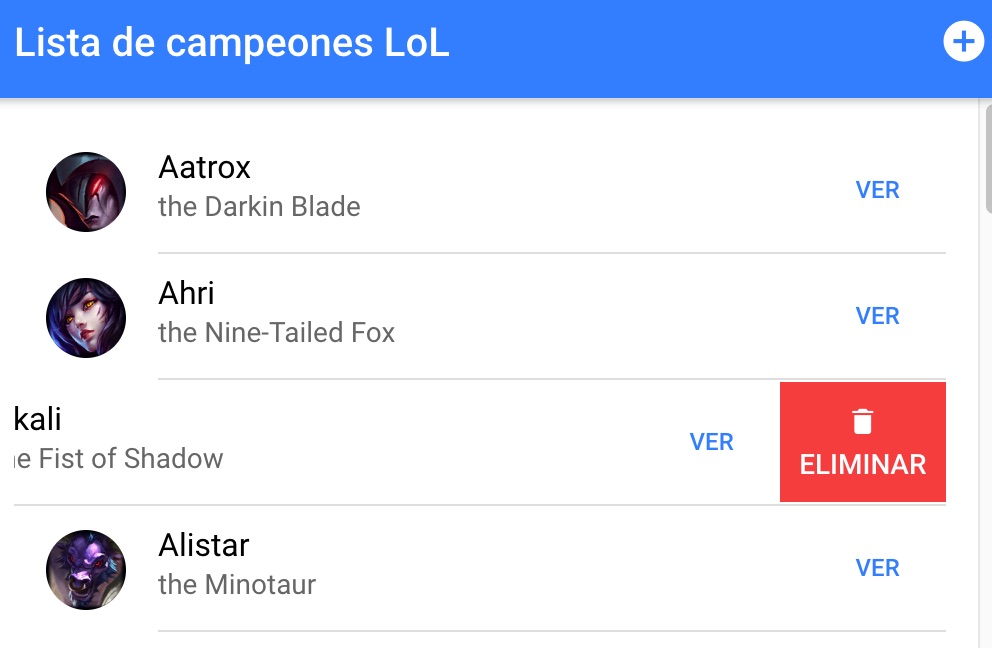 Lista de campeones LoL
Aatrox
the Darkin Blade
VER
Ahri
the Nine-Tailed Fox
VER
kali
e Fist of Shadow
VER
ELIMINAR
Alistar
the Minotaur
VER